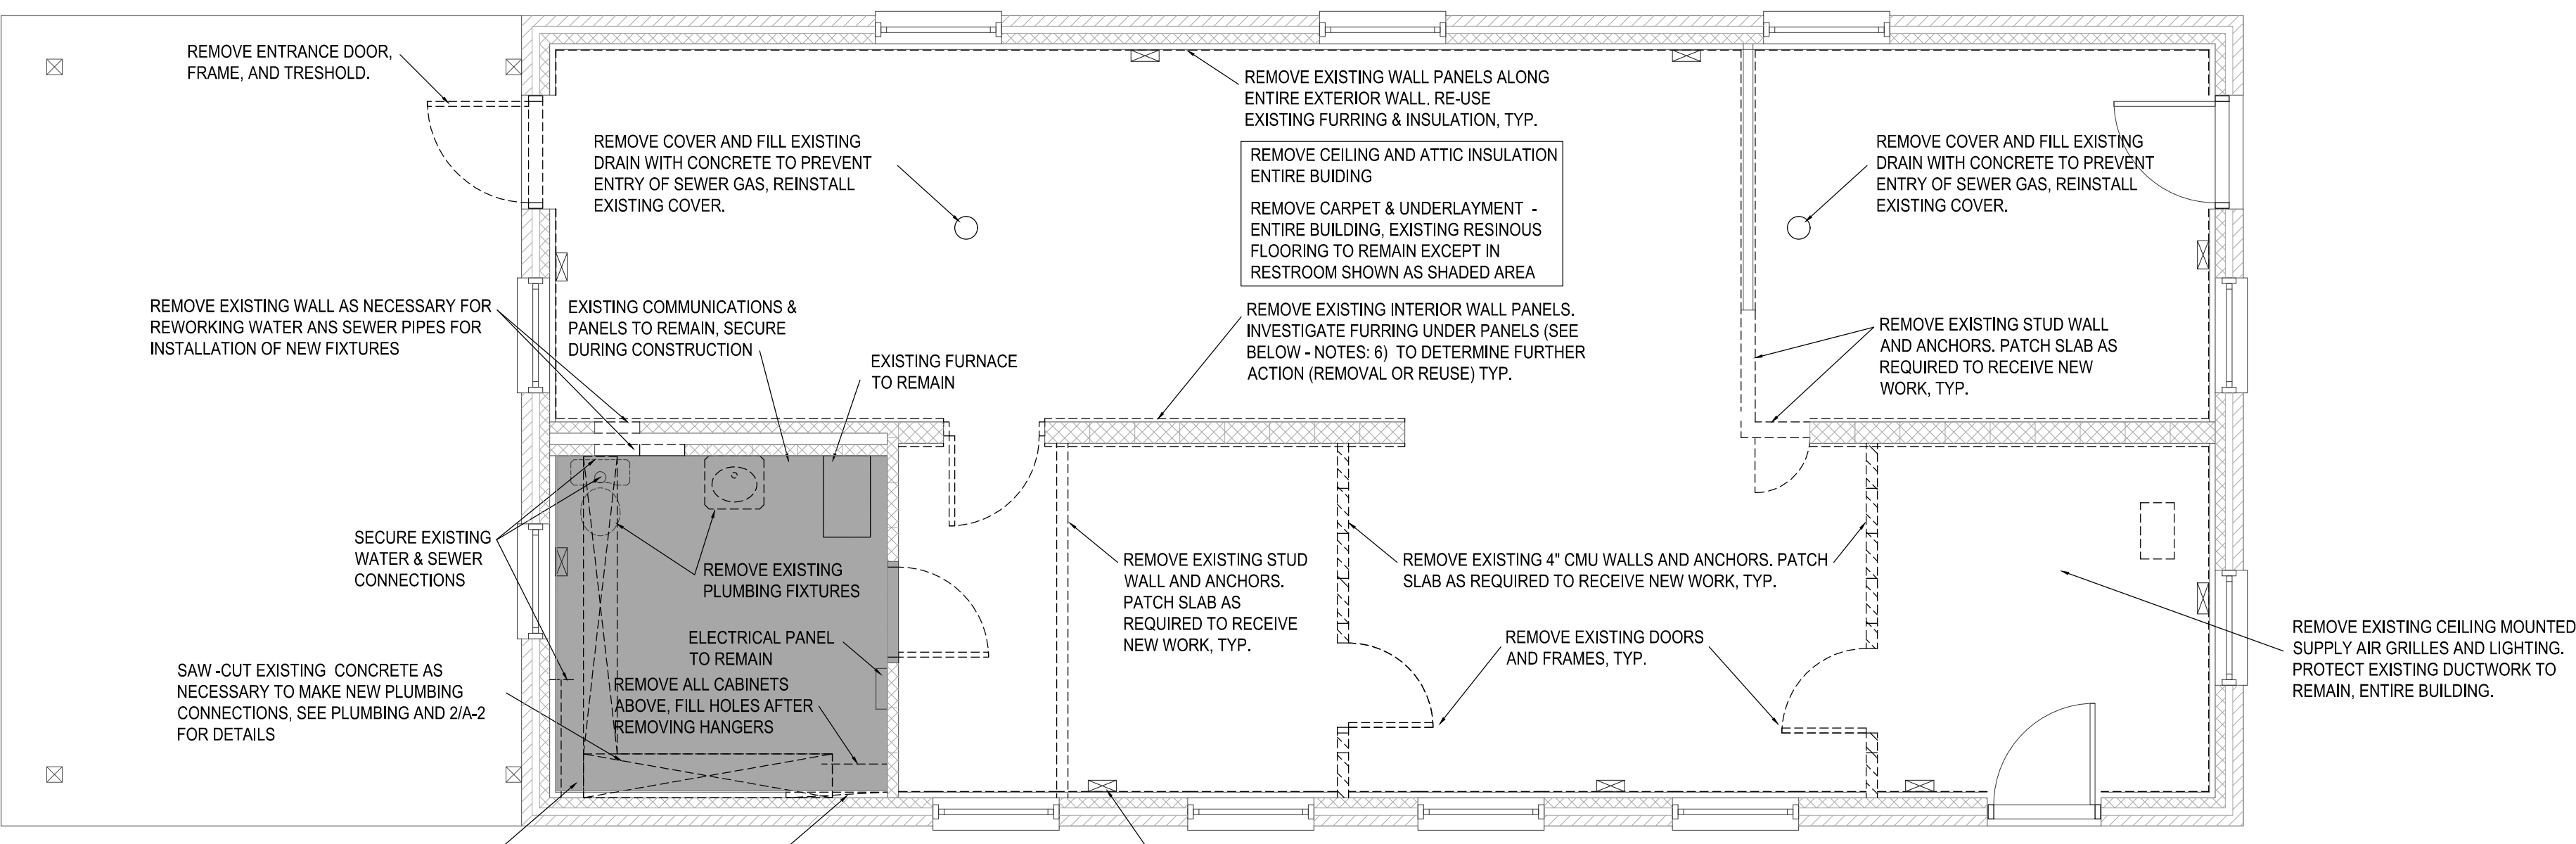 REMOVE ENTRANCE DOOR,
FRAME, AND TRESHOLD.
REMOVE COVER AND FILL EXISTING
DRAIN WITH CONCRETE TO PREVENT
ENTRY OF SEWER GAS, REINSTALL
EXISTING COVER.
REMOVE EXISTING WALL PANELS ALONG
ENTIRE EXTERIOR WALL. RE-USE
EXISTING FURRING & INSULATION, TYP.
REMOVE CEILING AND ATTIC INSULATION
ENTIRE BUIDING
REMOVE CARPET & UNDERLAYMENT -
ENTIRE BUILDING, EXISTING RESINOUS
FLOORING TO REMAIN EXCEPT IN
RESTROOM SHOWN AS SHADED AREA
REMOVE COVER AND FILL EXISTING
DRAIN WITH CONCRETE TO PREVENT
ENTRY OF SEWER GAS, REINSTALL
EXISTING COVER.
REMOVE EXISTING WALL AS NECESSARY FOR
REWORKING WATER ANS SEWER PIPES FOR
INSTALLATION OF NEW FIXTURES
EXISTING COMMUNICATIONS &
PANELS TO REMAIN, SECURE
DURING CONSTRUCTION
EXISTING FURNACE
TO REMAIN
REMOVE EXISTING INTERIOR WALL PANELS.
INVESTIGATE FURRING UNDER PANELS (SEE
BELOW - NOTES: 6) TO DETERMINE FURTHER
ACTION (REMOVAL OR REUSE) TYP.
REMOVE EXISTING STUD WALL
AND ANCHORS. PATCH SLAB AS
REQUIRED TO RECEIVE NEW
WORK, TYP.
SECURE EXISTING
WATER & SEWER
CONNECTIONS
REMOVE EXISTING
PLUMBING FIXTURES
ELECTRICAL PANEL
TO REMAIN
REMOVE ALL CABINETS
ABOVE, FILL HOLES AFTER
REMOVING HANGERS
REMOVE EXISTING STUD
WALL AND ANCHORS.
PATCH SLAB AS
REQUIRED TO RECEIVE
NEW WORK, TYP.
REMOVE EXISTING 4" CMU WALLS AND ANCHORS. PATCH
SLAB AS REQUIRED TO RECEIVE NEW WORK, TYP.
REMOVE EXISTING DOORS
AND FRAMES, TYP.
REMOVE EXISTING CEILING MOUNTED
SUPPLY AIR GRILLES AND LIGHTING.
PROTECT EXISTING DUCTWORK TO
REMAIN, ENTIRE BUILDING.
SAW -CUT EXISTING CONCRETE AS
NECESSARY TO MAKE NEW PLUMBING
CONNECTIONS, SEE PLUMBING AND 2/A-2
FOR DETAILS